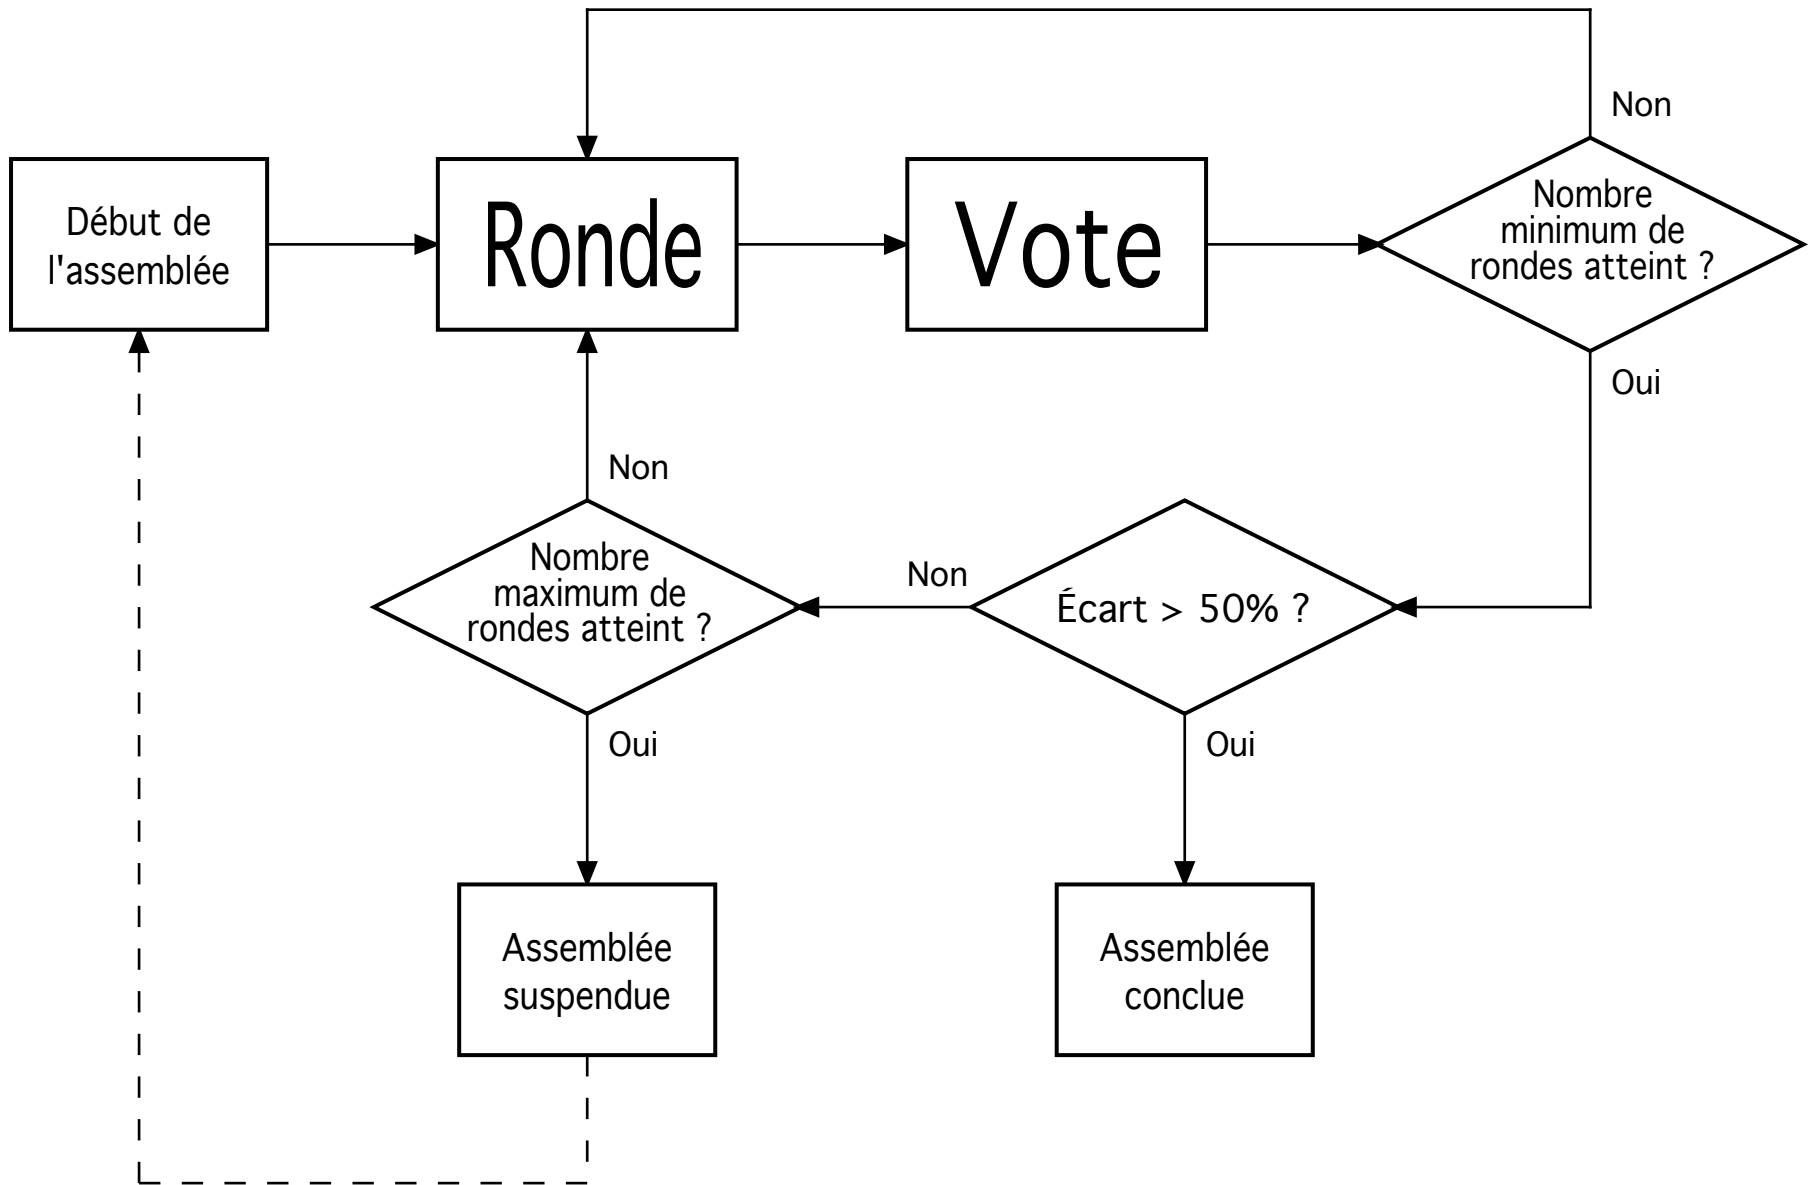 Non
Début de
l'assemblée
Ronde
Vote
Nombre
minimum de
rondes atteint ?
Oui
Non
Nombre
maximum de
rondes atteint ?
Non
Écart > 50% ?
Oui
Oui
Assemblée
suspendue
Assemblée
conclue